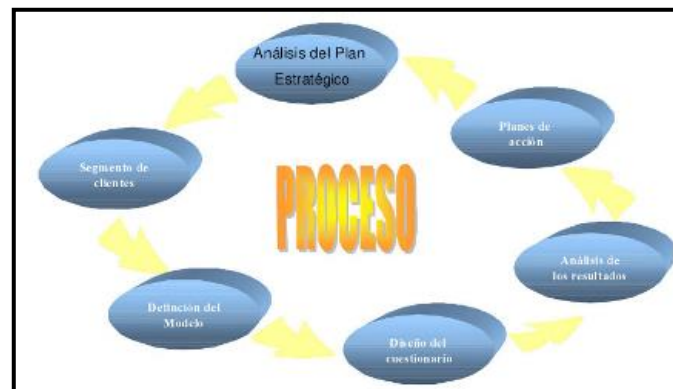 Análisis del Plan
Estratégico
Segmento de
clientes
Definción del
Modelo
Diseño del
cuestionario
Análisis de
los resultados
Planes de
acción
PROCESO